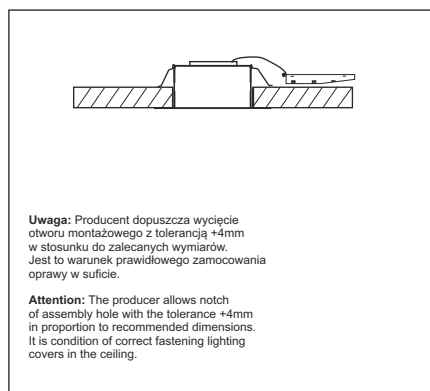 Uwaga: Producent dopuszcza wycięcie
otworu montażowego z tolerancją +4mm
w stosunku do zalecanych wymiarów.
Jest to warunek prawidłowego zamocowania
oprawy w suficie.
Attention: The producer allows notch
of assembly hole with the tolerance +4mm
in proportion to recommended dimensions.
It is condition of correct fastening lighting
covers in the ceiling.